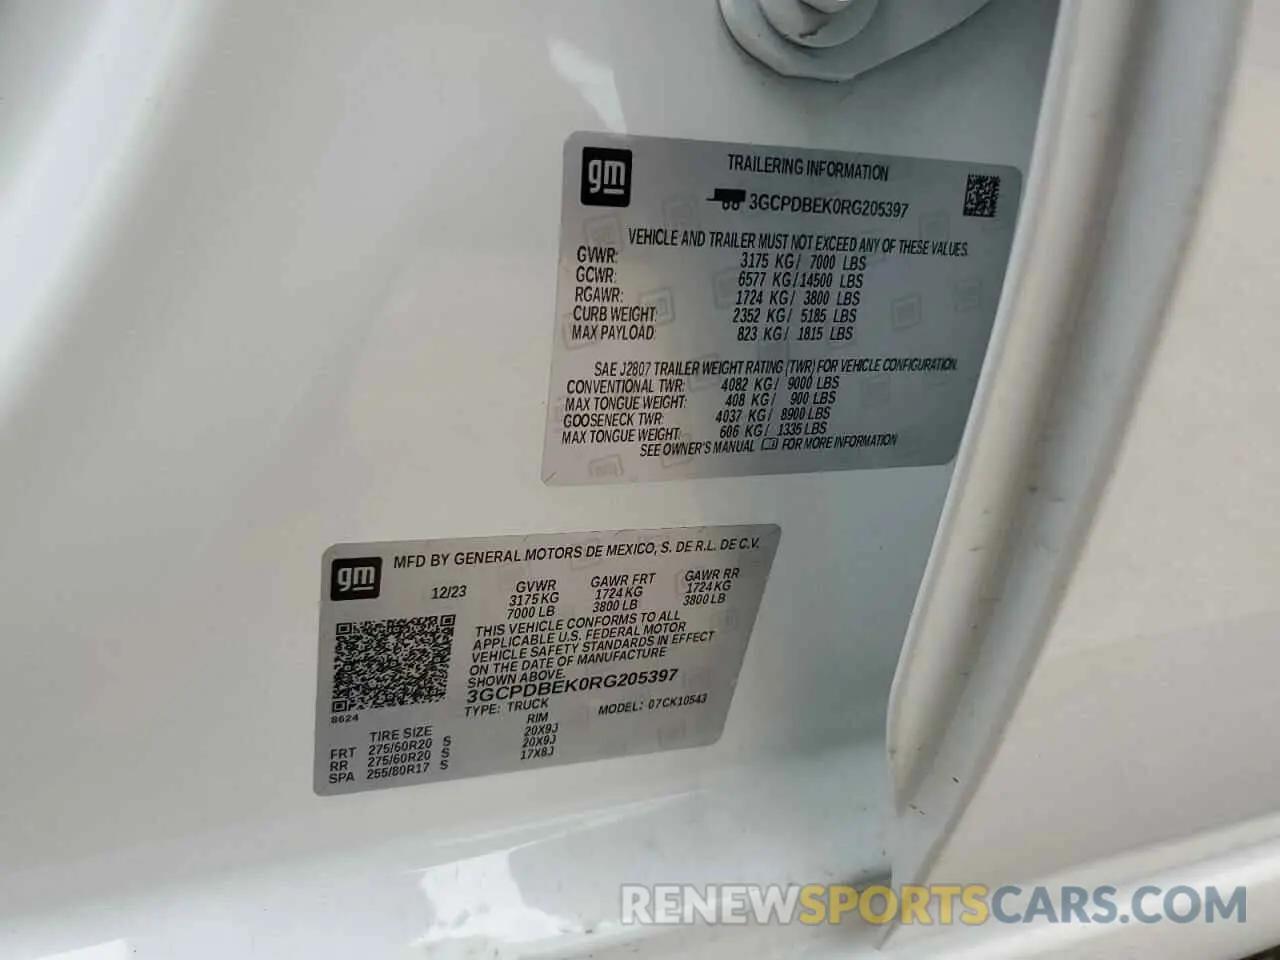 gm
TRAILERING INFORMATION
3GCPDBEK0RG205397
VEHICLE AND TRAILER MUST NOT EXCEED ANY OF THESE VALUES.
GVWR: 3175 KG/ 7000 LBS
GCWR: 6577 KG/14500 LBS
RGAWR: 1724 KG/ 3800 LBS
CURB WEIGHT: 2352 KG/ 5185 LBS
MAX PAYLOAD: 823 KG/ 1815 LBS
SAE J2807 TRAILER WEIGHT RATING (TWR) FOR VEHICLE CONFIGURATION.
CONVENTIONAL TWR: 4082 KG/ 9000 LBS
MAX TONGUE WEIGHT: 408 KG/ 900 LBS
GOOSENECK TWR: 4037 KG/ 8900 LBS
MAX TONGUE WEIGHT: 606 KG/ 1335 LBS
SEE OWNER'S MANUAL FOR MORE INFORMATION
gm
MFD BY GENERAL MOTORS DE MEXICO, S. DE R.L. DE C.V.
12/23 GVWR GAWR FRT GAWR RR
3175 KG 1724 KG 1724 KG
7000 LB 3800 LB 3800 LB
THIS VEHICLE CONFORMS TO ALL
APPLICABLE U.S. FEDERAL MOTOR
VEHICLE SAFETY STANDARDS IN EFFECT
ON THE DATE OF MANUFACTURE
SHOWN ABOVE.
3GCPDBEK0RG205397
8624
TYPE: TRUCK MODEL: 07CK10543
TIRE SIZE RIM
FRT 275/60R20 S 20X9J
RR 275/60R20 S 20X9J
SPA 255/80R17 S 17X8J
RENEWSPORTSCARS.COM